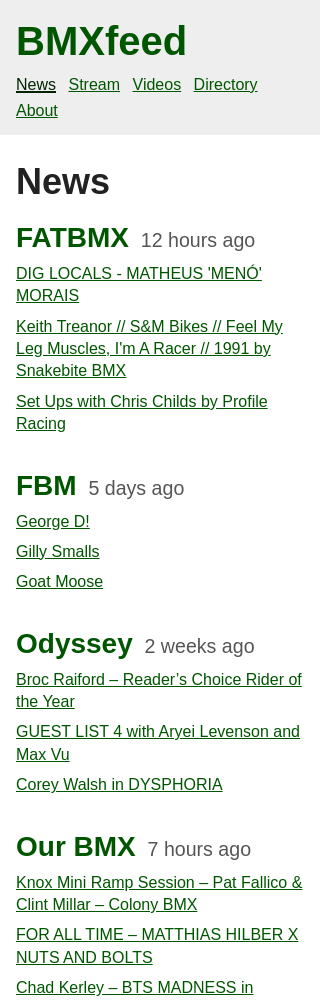 BMXfeed
News Stream Videos Directory
About
News
FATBMX 12 hours ago
DIG LOCALS - MATHEUS 'MENÓ'
MORAIS
Keith Treanor // S&M Bikes // Feel My
Leg Muscles, I'm A Racer // 1991 by
Snakebite BMX
Set Ups with Chris Childs by Profile
Racing
FBM 5 days ago
George D!
Gilly Smalls
Goat Moose
Odyssey 2 weeks ago
Broc Raiford – Reader’s Choice Rider of
the Year
GUEST LIST 4 with Aryei Levenson and
Max Vu
Corey Walsh in DYSPHORIA
Our BMX 7 hours ago
Knox Mini Ramp Session – Pat Fallico &
Clint Millar – Colony BMX
FOR ALL TIME – MATTHIAS HILBER X
NUTS AND BOLTS
Chad Kerley – BTS MADNESS in